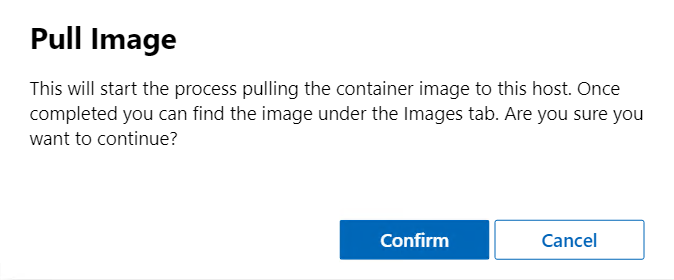 Pull Image
This will start the process pulling the container image to this host. Once
completed you can find the image under the Images tab. Are you sure you
want to continue?
Confirm
Cancel